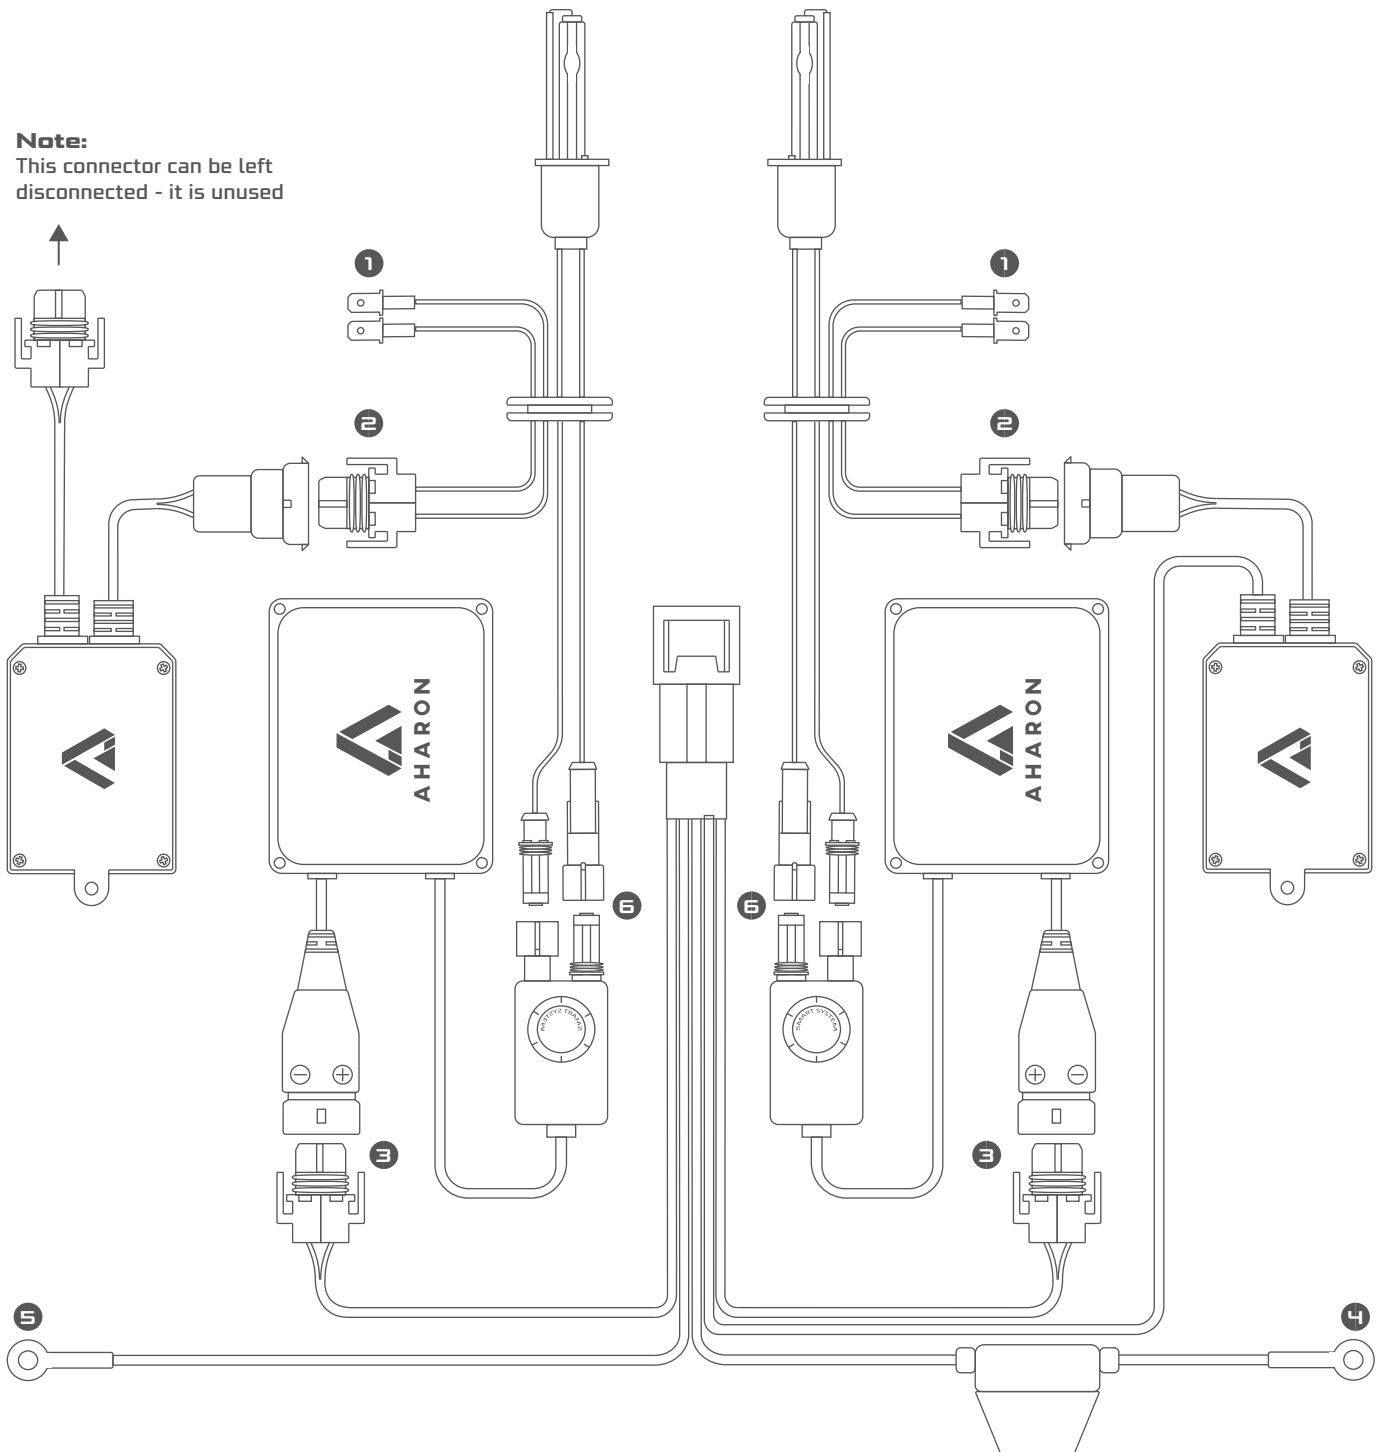 Note:
This connector can be left
disconnected - it is unused
1
1
2
2
AHARON
AHARON
6
6
SMART SYSTEM
SMART SYSTEM
3
3
5
4